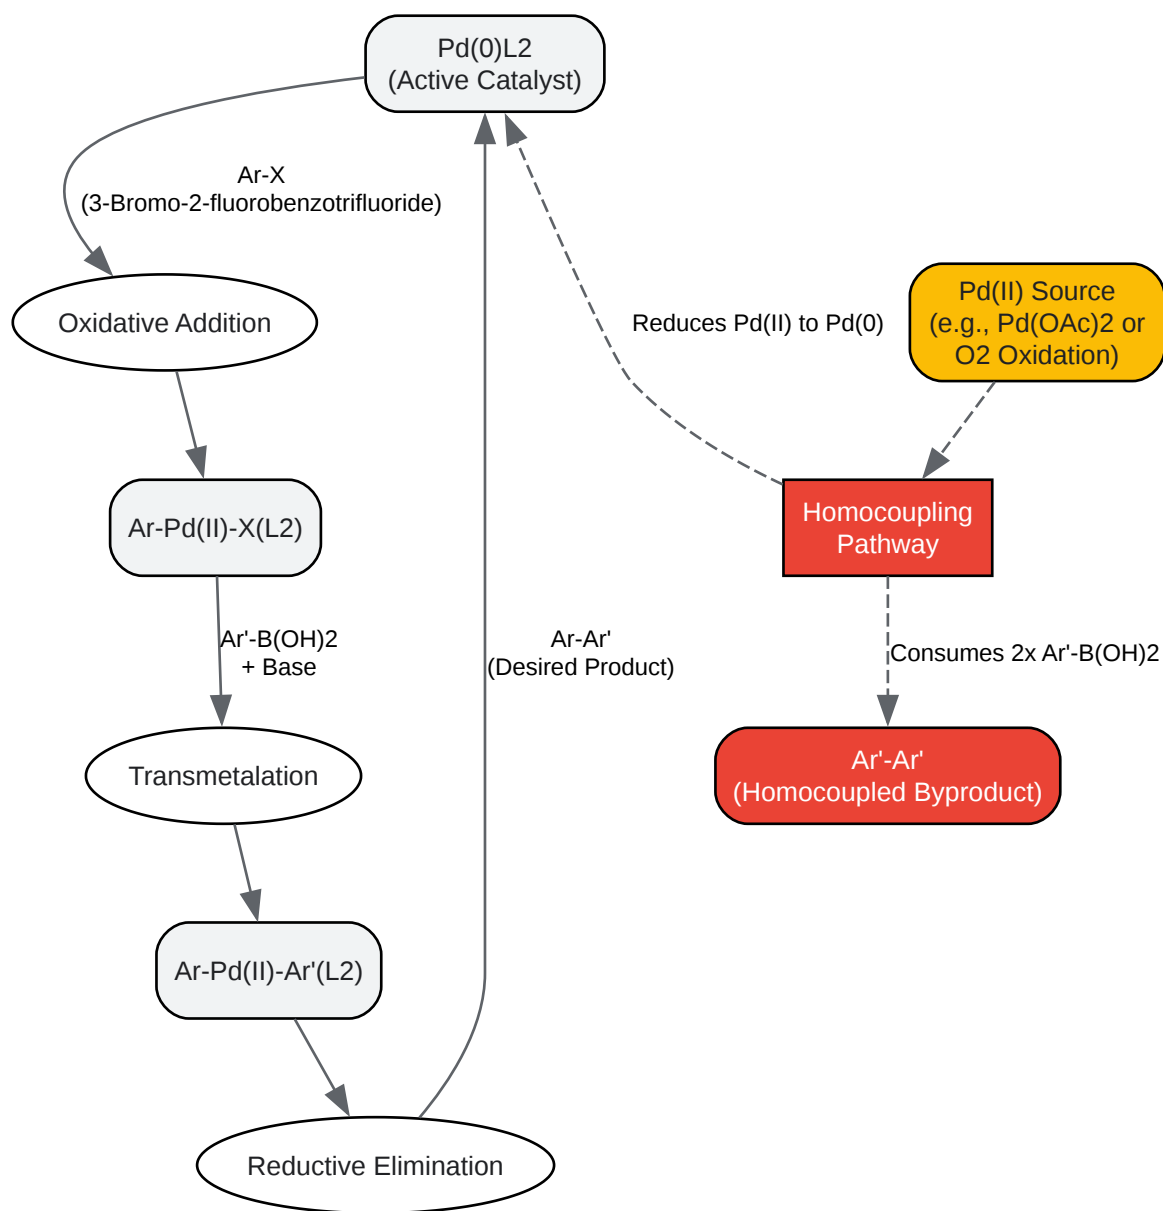 Pd(0)L2
(Active Catalyst)
Ar-X
(3-Bromo-2-fluorobenzotrifluoride)
Oxidative Addition
Pd(II) Source
(e.g., Pd(OAc)2 or
O2 Oxidation)
Reduces Pd(II) to Pd(0)
Ar-Pd(II)-X(L2)
Homocoupling
Pathway
Ar'-B(OH)2
+ Base
Ar-Ar'
(Desired Product)
Consumes 2x Ar'-B(OH)2
Transmetalation
Ar'-Ar'
(Homocoupled Byproduct)
Ar-Pd(II)-Ar'(L2)
Reductive Elimination